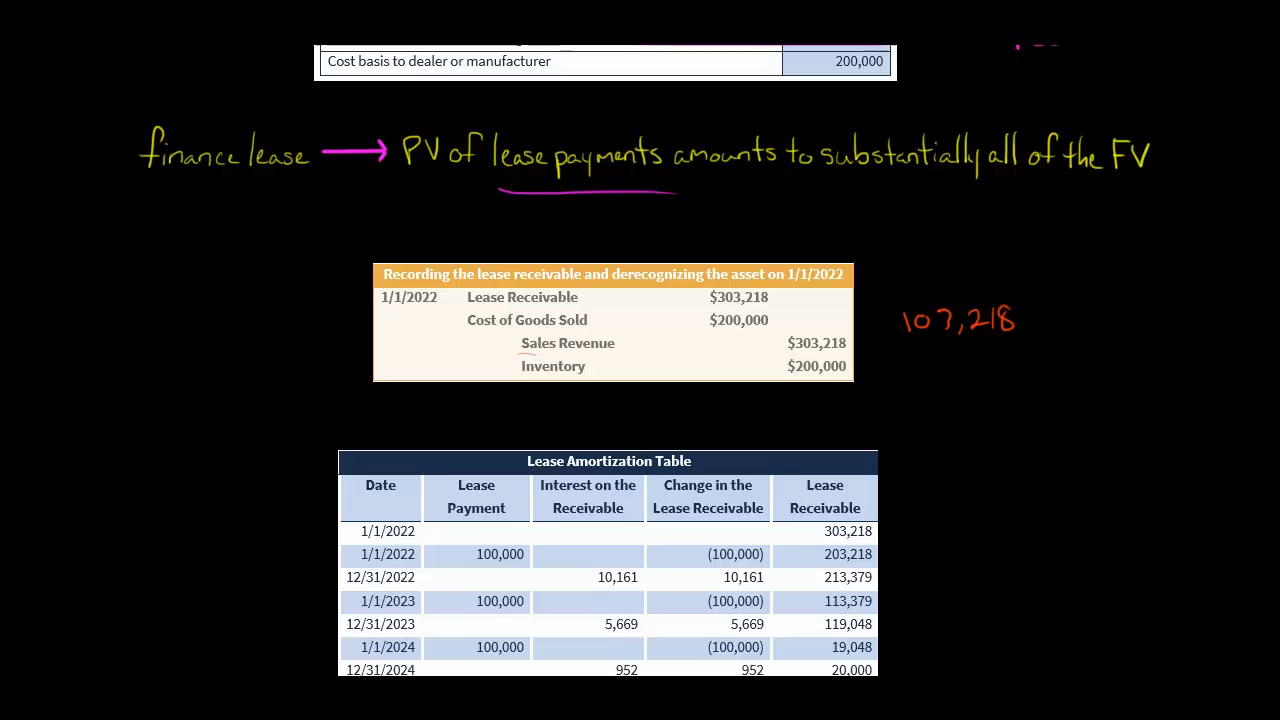 Cost basis to dealer or manufacturer 200,000
finance lease → PV of lease payments amounts to substantially all of the FV
Recording the lease receivable and derecognizing the asset on 1/1/2022
1/1/2022 Lease Receivable $303,218
Cost of Goods Sold $200,000
103,218
Sales Revenue $303,218
Inventory $200,000
Lease Amortization Table
Date Lease Interest on the Change in the Lease
Payment Receivable Lease Receivable Receivable
1/1/2022 303,218
1/1/2022 100,000 (100,000) 203,218
12/31/2022 10,161 10,161 213,379
1/1/2023 100,000 (100,000) 113,379
12/31/2023 5,669 5,669 119,048
1/1/2024 100,000 (100,000) 19,048
12/31/2024 952 952 20,000